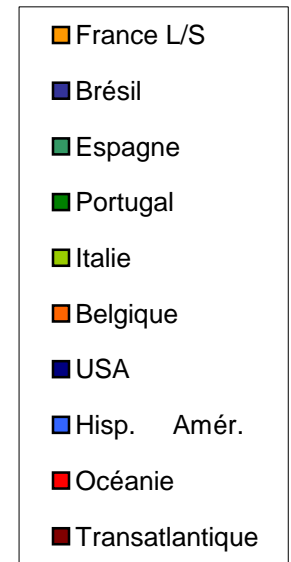 France L/S
Brésil
Espagne
Portugal
Italie
Belgique
USA
Hisp. Amér.
Océanie
Transatlantique